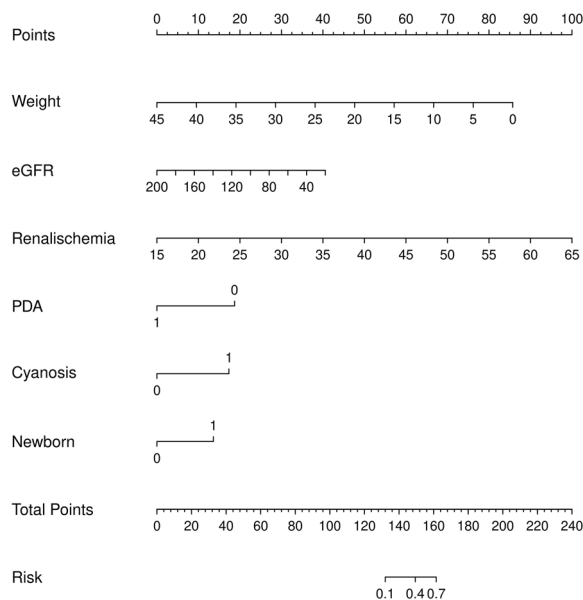 Points 0 10 20 30 40 50 60 70 80 90 100
Weight
45 40 35 30 25 20 15 10 5 0
eGFR
200 160 120 80 40
Renalischemia
15 20 25 30 35 40 45 50 55 60 65
0
PDA
1
1
Cyanosis
0
1
Newborn
0
Total Points
0 20 40 60 80 100 120 140 160 180 200 220 240
Risk
0.1 0.4 0.7